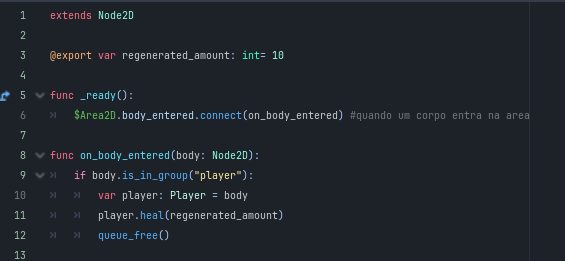 1 extends Node2D
2
3 @export var regenerated_amount: int= 10
4
5 func _ready():
6 $Area2D.body_entered.connect(on_body_entered) #quando um corpo entra na area
7
8 func on_body_entered(body: Node2D):
9 if body.is_in_group("player"):
10 var player: Player = body
11 player.heal(regenerated_amount)
12 queue_free()
13